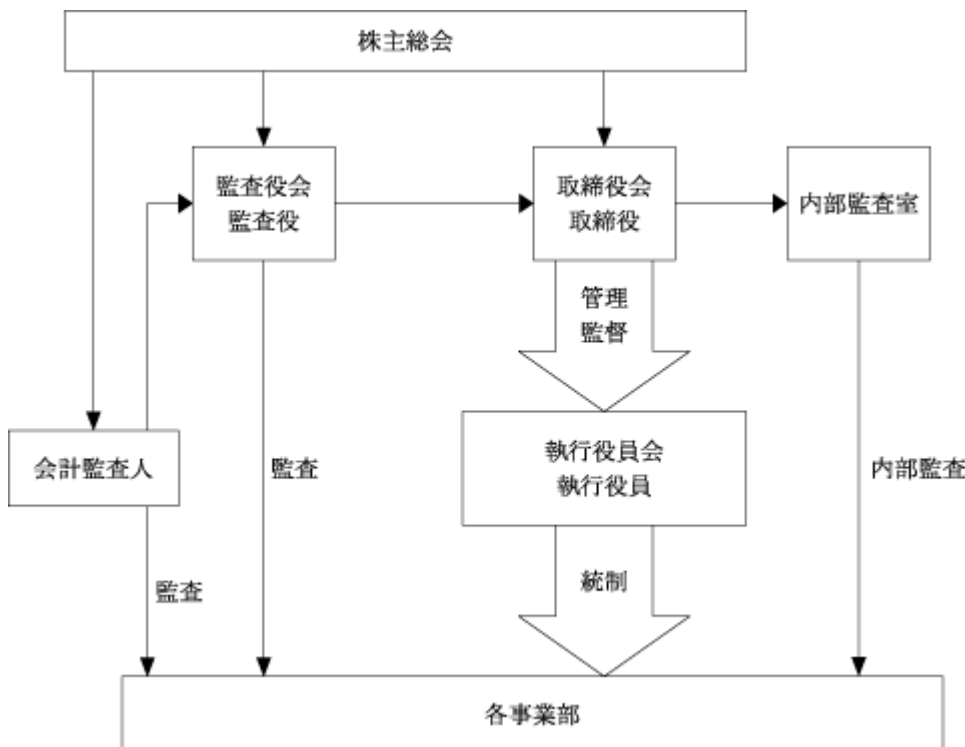 株主総会
監査役会
監査役
取締役会
取締役
内部監査室
管理
監督
会計監査人
監査
執行役員会
執行役員
内部監査
監査
統制
各事業部